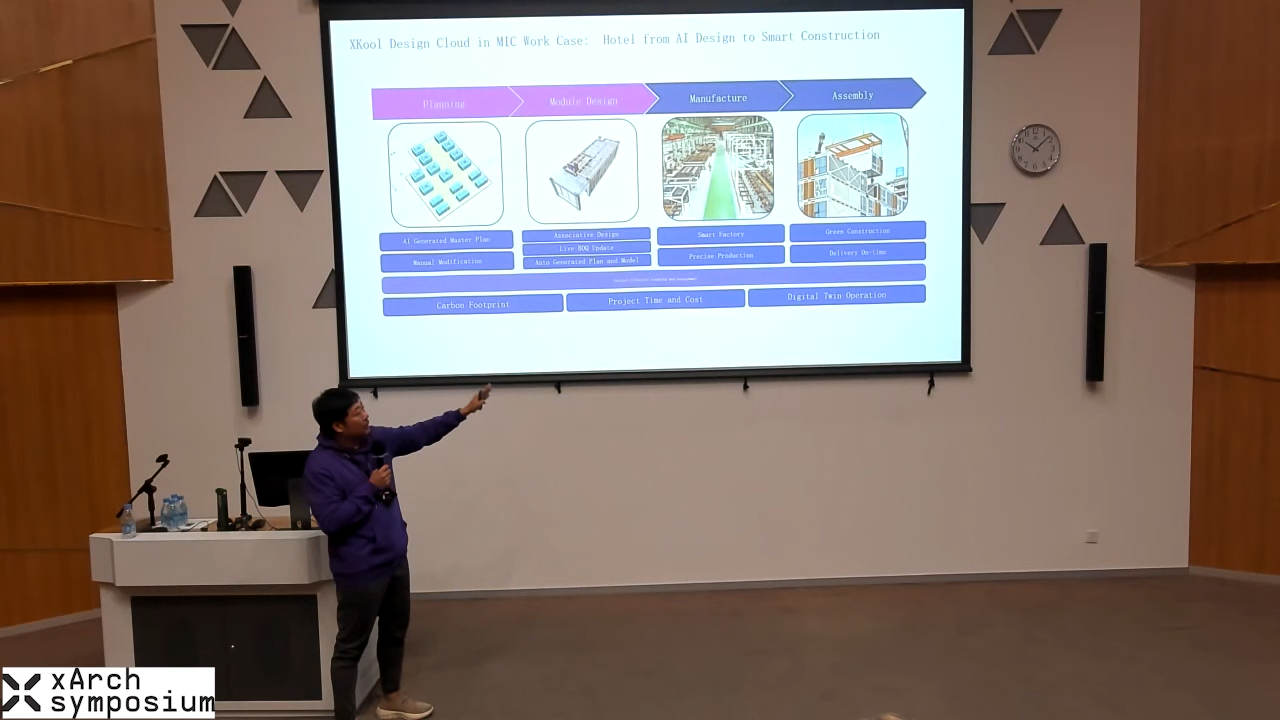 XKool Design Cloud in MIC Work Case: Hotel from AI Design to Smart Construction
Planning
Module Design
Manufacture
Assembly
AI Generated Master Plan
Manual Modification
Associative Design
Live BOQ Update
Auto Generated Plan and Model
Smart Factory
Precise Production
Green Construction
Delivery On-time
Carbon Footprint
Project Time and Cost
Digital Twin Operation
xArch
symposium